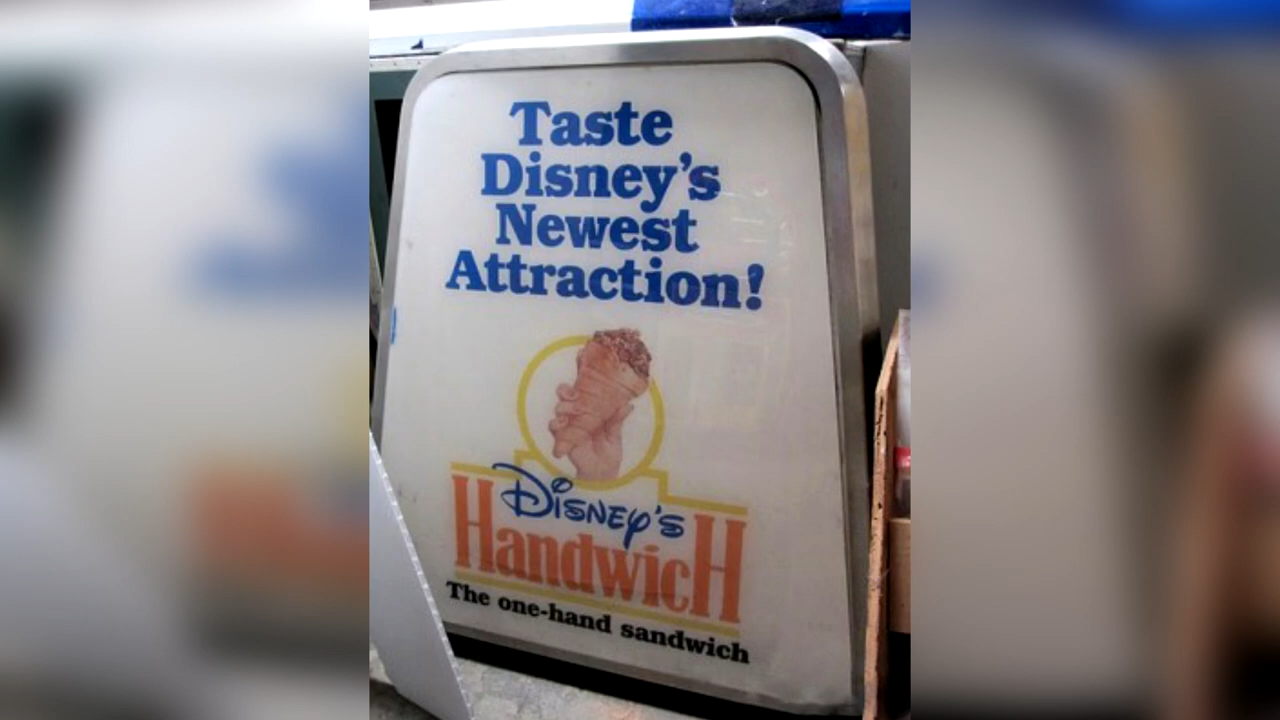 Taste
Disney's
Newest
Attraction!
Disney's
HandwicH
The one-hand sandwich